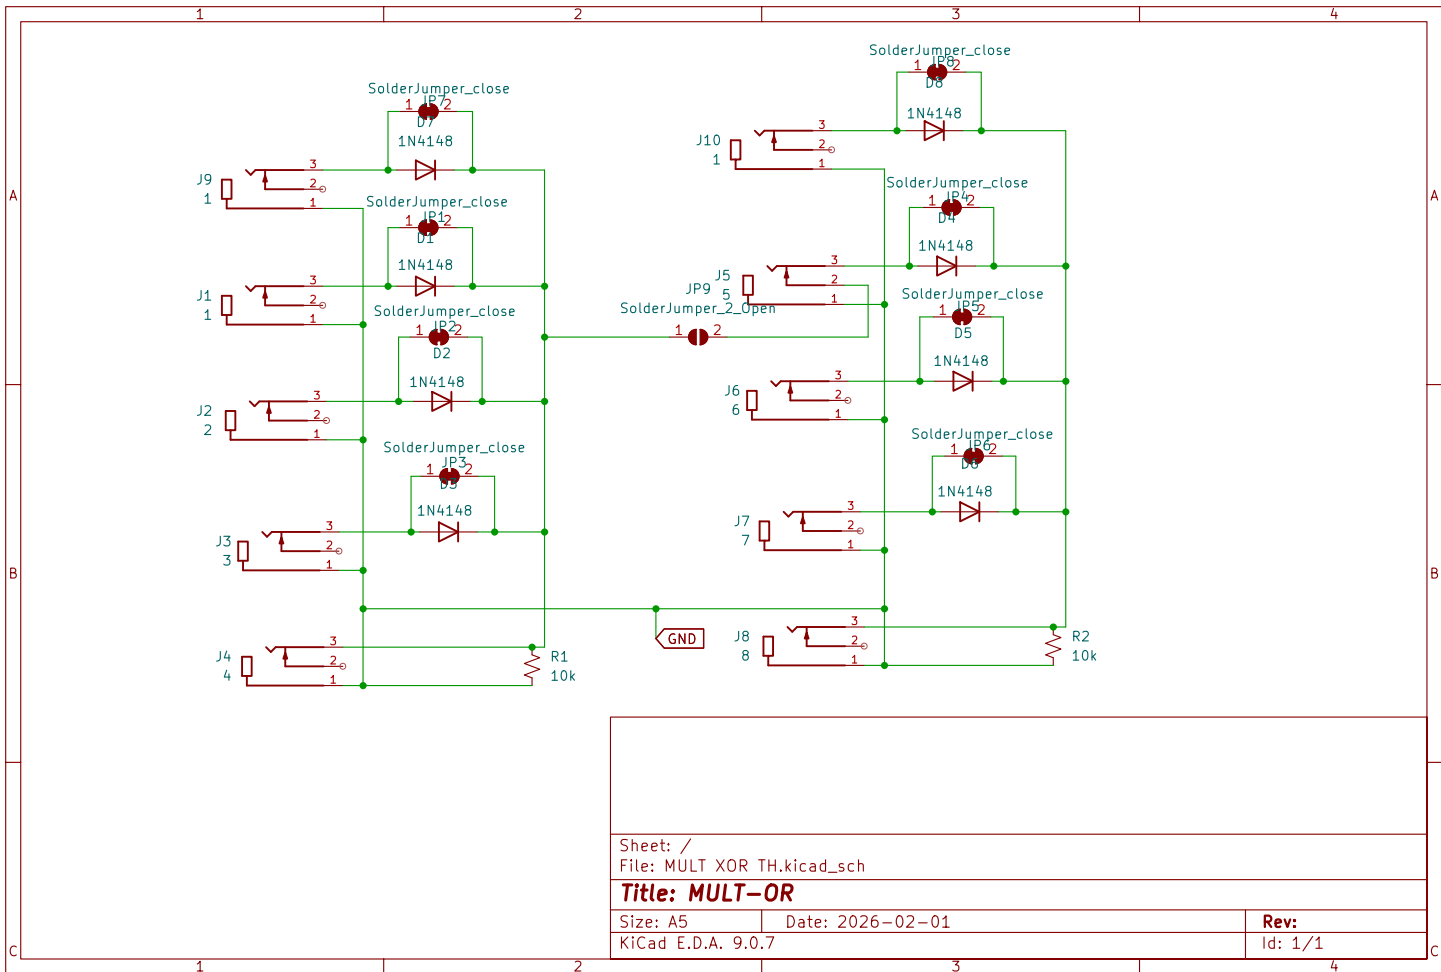 1 2 3 4
A
B
C
SolderJumper_close
JP7
1 2
D7
1N4148
J9
1
3
2
1
SolderJumper_close
JP1
1 2
D1
1N4148
J1
1
3
2
1
SolderJumper_close
JP2
1 2
D2
1N4148
J2
2
3
2
1
SolderJumper_close
JP3
1 2
D3
1N4148
J3
3
3
2
1
J4
4
3
2
1
R1
10k
GND
JP9
SolderJumper_2_Open
1 2
SolderJumper_close
JP8
1 2
D8
1N4148
J10
1
3
2
1
SolderJumper_close
JP4
1 2
D4
1N4148
J5
5
3
2
1
SolderJumper_close
JP5
1 2
D5
1N4148
J6
6
3
2
1
SolderJumper_close
JP6
1 2
D6
1N4148
J7
7
3
2
1
J8
8
3
2
1
R2
10k
A
B
C
Sheet: /
File: MULT XOR TH.kicad_sch
Title: MULT-OR
Size: A5 Date: 2026-02-01 Rev:
KiCad E.D.A. 9.0.7 Id: 1/1
1 2 3 4